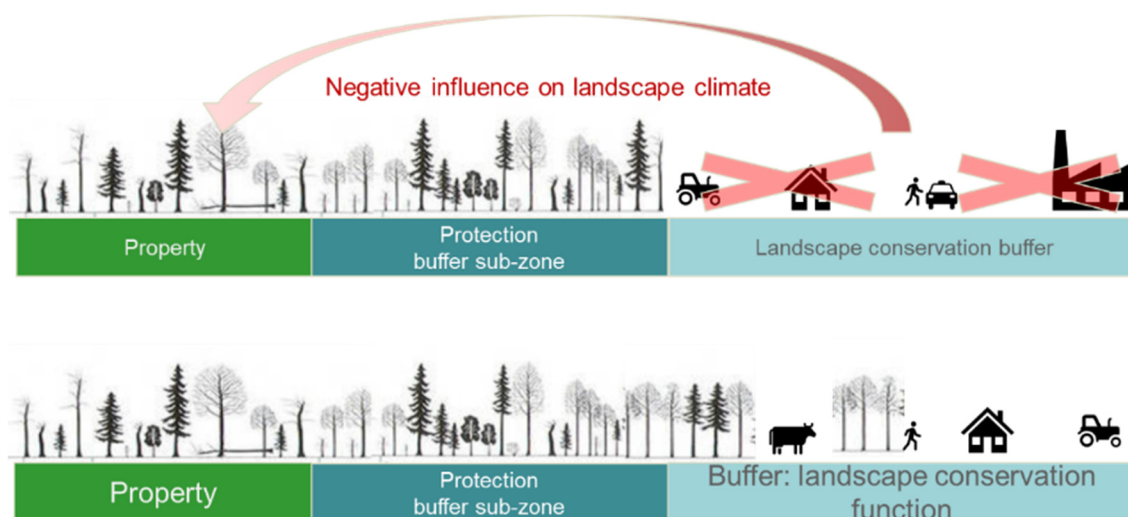 Negative influence on landscape climate
Property
Protection
buffer sub-zone
Landscape conservation buffer
Property
Protection
buffer sub-zone
Buffer: landscape conservation
function